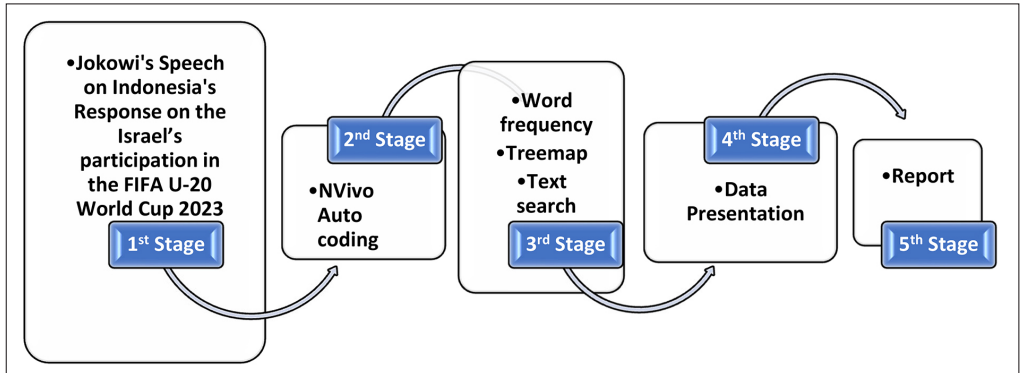 •Jokowi's Speech
on Indonesia's
Response on the
Israel’s
participation in
the FIFA U-20
World Cup 2023
1st Stage
2nd Stage
•NVivo
Auto
coding
•Word
frequency
•Treemap
•Text
search
3rd Stage
4th Stage
•Data
Presentation
•Report
5th Stage